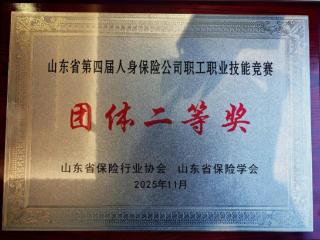 山东省第四届人身保险公司职工职业技能竞赛
团体二等奖
山东省保险行业协会 山东省保险学会
2025年11月